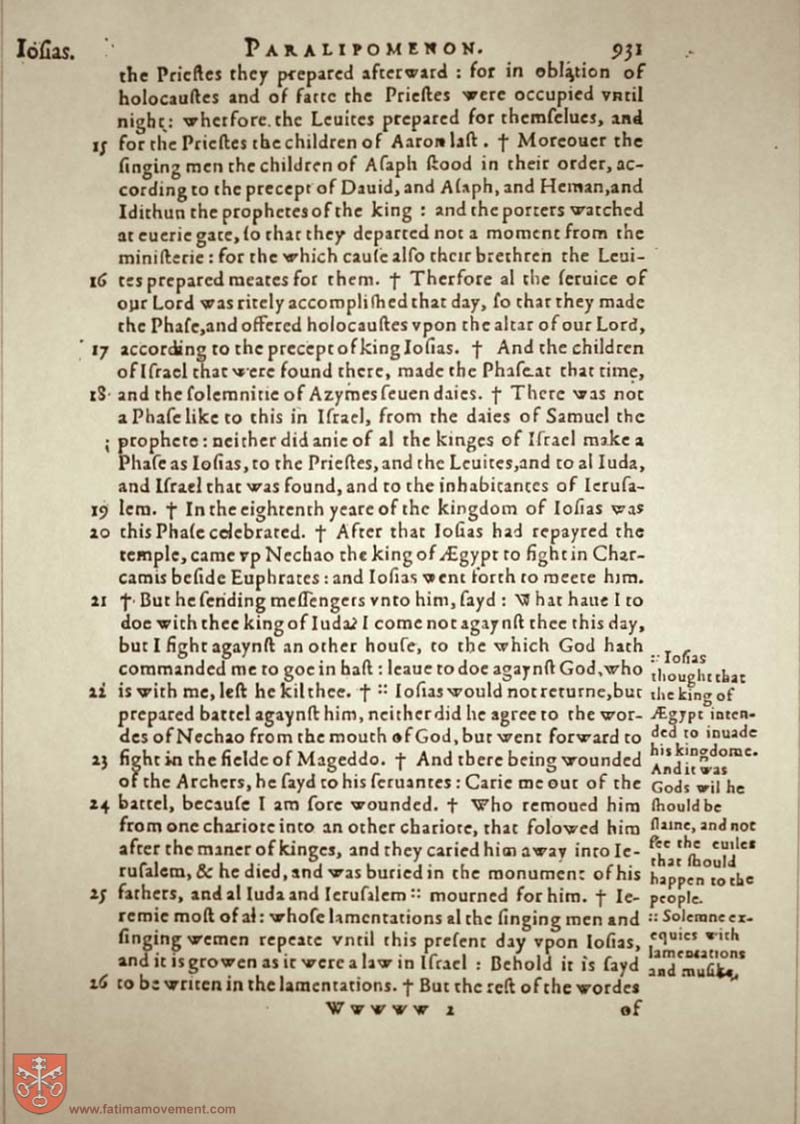 Ioſias. PARALIPOMENON. 931
the Prieſtes they prepared afterward : for in oblation of
holocauſtes and of fatte the Prieſtes were occupied vntil
night: wherfore the Leuites prepared for themſelues, and
15 for the Prieſtes the children of Aaron laſt . † Moreouer the
ſinging men the children of Aſaph ſtood in their order, ac-
cording to the precept of Dauid, and Aſaph, and Heman, and
Idithun the prophetes of the king : and the porters watched
at euerie gate, ſo that they departed not a moment from the
miniſterie : for the which cauſe alſo their brethren the Leui-
16 tes prepared meates for them. † Therfore al the ſeruice of
our Lord was ritely accompliſhed that day, ſo that they made
the Phaſe, and offered holocauſtes vpon the altar of our Lord,
17 according to the precept of king Ioſias. † And the children
of Iſrael that were found there, made the Phaſe at that time,
18 and the ſolemnitie of Azymes ſeuen daies. † There was not
a Phaſe like to this in Iſrael, from the daies of Samuel the
prophete : neither did anie of al the kinges of Iſrael make a
Phaſe as Ioſias, to the Prieſtes, and the Leuites, and to al Iuda,
and Iſrael that was found, and to the inhabitantes of Ieruſa-
19 lem. † In the eightenth yeare of the kingdom of Ioſias was
20 this Phaſe celebrated. † After that Ioſias had repayred the
temple, came vp Nechao the king of Ægypt to fight in Char-
camis beſide Euphrates : and Ioſias went forth to meete him.
21 † But he ſending meſſengers vnto him, ſayd : What haue I to
doe with thee king of Iuda? I come not agaynſt thee this day,
but I fight agaynſt an other houſe, to the which God hath
commanded me to goe in haſt : leaue to doe agaynſt God, who
22 is with me, leſt he kil thee. † :: Ioſias would not returne, but
prepared battel agaynſt him, neither did he agree to the wor-
des of Nechao from the mouth of God, but went forward to
23 fight in the fielde of Mageddo. † And there being wounded
of the Archers, he ſayd to his ſeruantes : Carie me out of the
24 battel, becauſe I am ſore wounded. † Who remoued him
from one chariote into an other chariote, that folowed him
after the maner of kinges, and they caried him away into Ie-
ruſalem, & he died, and was buried in the monument of his
25 fathers, and al Iuda and Ieruſalem :: mourned for him. † Ie-
remie moſt of al : whoſe lamentations al the ſinging men and
ſinging wemen repeate vntil this preſent day vpon Ioſias,
and it is growen as it were a law in Iſrael : Behold it is ſayd
26 to be writen in the lamentations. † But the reſt of the wordes
Wwwww 2 of
:: Ioſias
thought that
the king of
Ægypt inten-
ded to inuade
his kingdome.
And it was
Gods wil he
ſhould be
ſlaine, and not
ſee the euiles
that ſhould
happen to the
people.
:: Solemne ex-
equies with
lamentations
and muſike.
www.fatimamovement.com